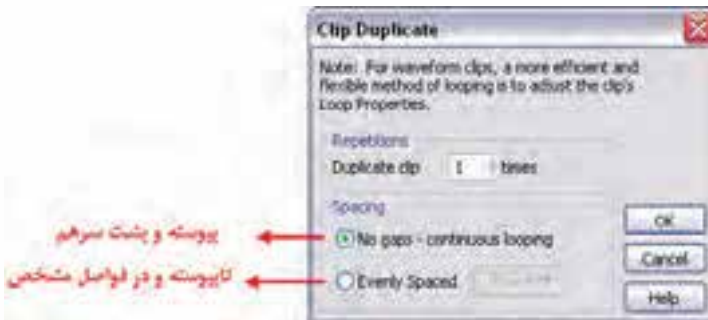 Clip Duplicate
Note: For waveform clips, a more efficient and
flexible method of looping is to adjust the clip's
Loop Properties.
Repetitions
Duplicate clip 1 times
Spacing
No gaps - continuous looping
پیوسته و پشت سرهم
Evenly Spaced
ناپیوسته و در فواصل مشخص
OK
Cancel
Help